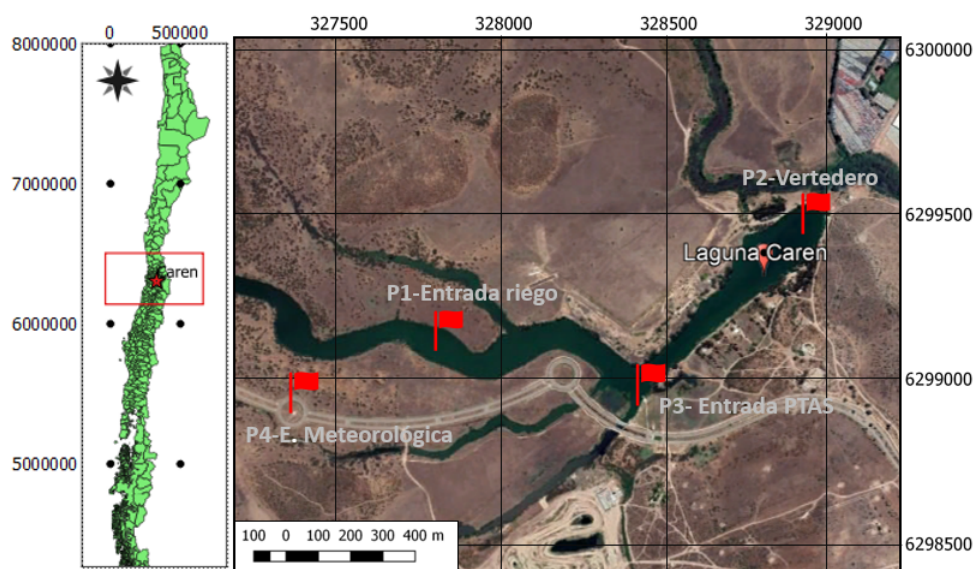 0 500000
8000000
7000000
6000000
5000000
Caren
327500 328000 328500 329000
6300000
6299500
6299000
6298500
P2-Vertedero
Laguna Caren
P1-Entrada riego
P3- Entrada PTAS
P4-E. Meteorológica
100 0 100 200 300 400 m